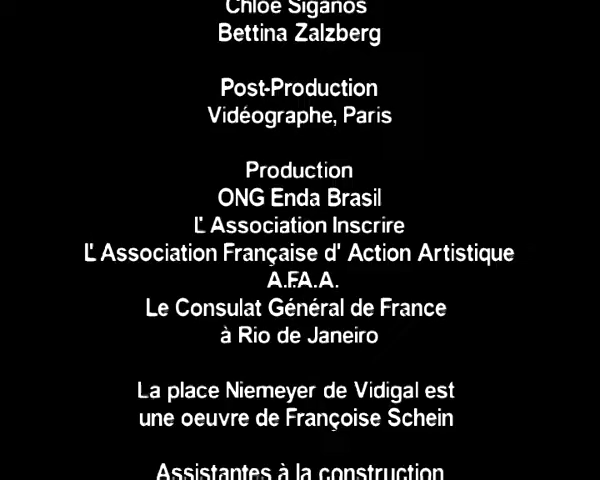 Chloé Siganos
Bettina Zalzberg
Post-Production
Vidéographe, Paris
Production
ONG Enda Brasil
L' Association Inscrire
L' Association Française d' Action Artistique
A.F.A.A.
Le Consulat Général de France
à Rio de Janeiro
La place Niemeyer de Vidigal est
une oeuvre de Françoise Schein
Assistantes à la construction